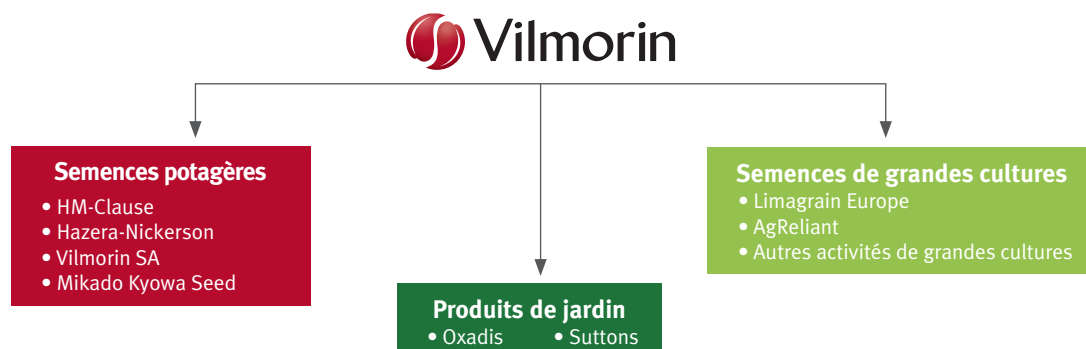 Vilmorin
Semences potagères
• HM-Clause
• Hazera-Nickerson
• Vilmorin SA
• Mikado Kyowa Seed
Produits de jardin
• Oxadis • Suttons
Semences de grandes cultures
• Limagrain Europe
• AgReliant
• Autres activités de grandes cultures